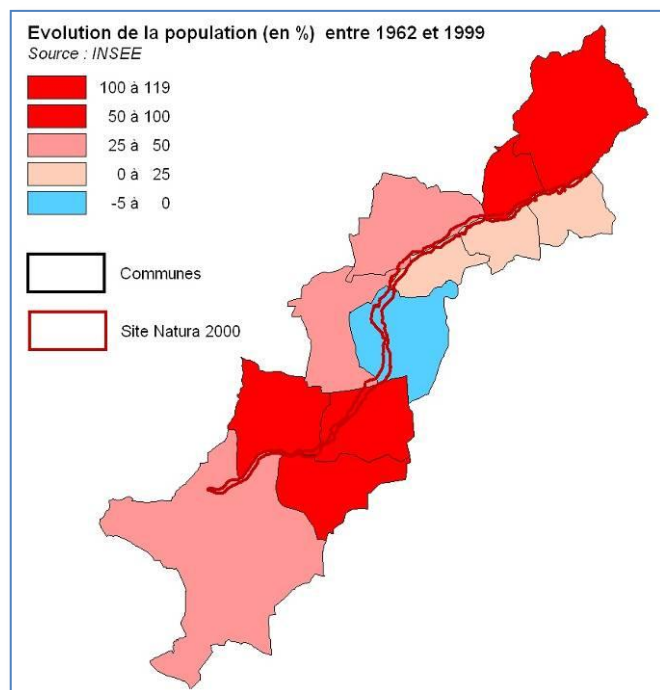 Evolution de la population (en %) entre 1962 et 1999
Source : INSEE
100 à 119
50 à 100
25 à 50
0 à 25
-5 à 0
Communes
Site Natura 2000